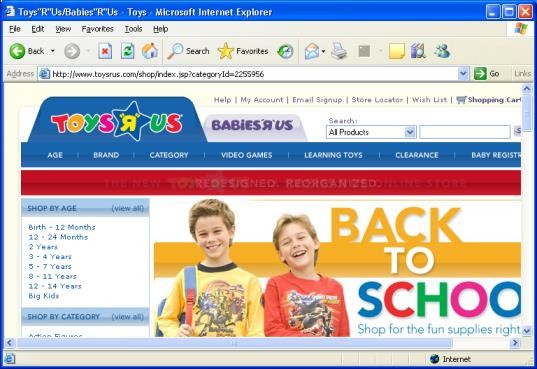 Toys"R"Us/Babies"R"Us - Toys - Microsoft Internet Explorer
File Edit View Favorites Tools Help
Back Search Favorites
Address http://www.toysrus.com/shop/index.jsp?categoryId=2255956 Go Links
Help | My Account | Email Signup | Store Locator | Wish List | Shopping Cart
TOYS "R" US BABIES "R" US
Search:
All Products
AGE | BRAND | CATEGORY | VIDEO GAMES | LEARNING TOYS | CLEARANCE | BABY REGISTR
THE NEW REDESIGNED. REORGANIZED. ONLINE STORE
SHOP BY AGE (view all)
Birth - 12 Months
12 - 24 Months
2 Years
3 - 4 Years
5 - 7 Years
8 - 11 Years
12 - 14 Years
Big Kids
SHOP BY CATEGORY (view all)
Action Figures
BACK
TO
SCHOO
Shop for the fun supplies right
Internet